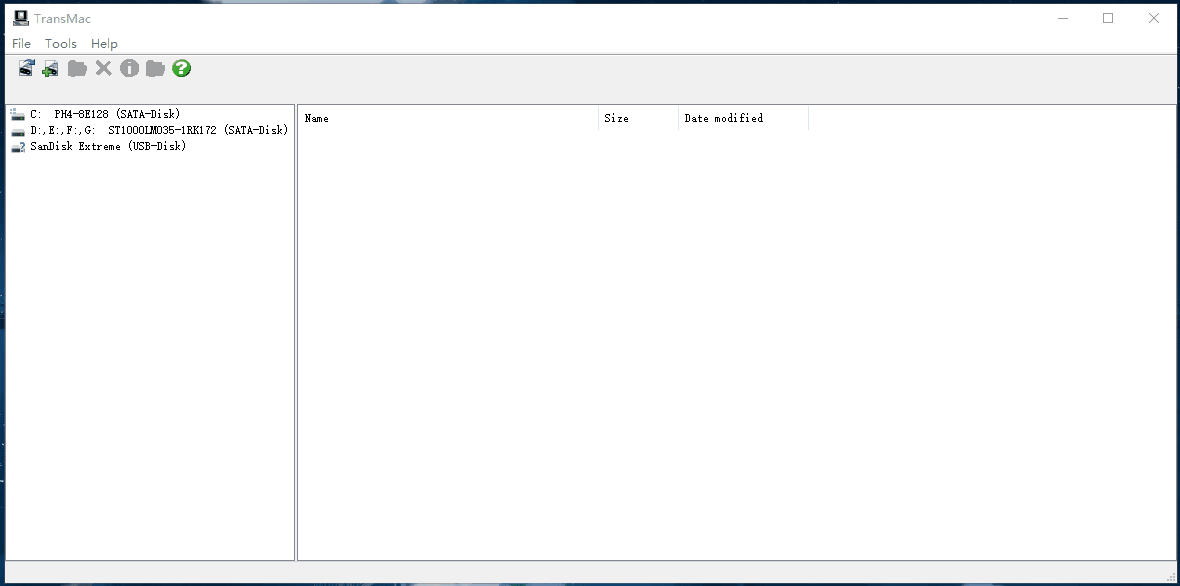 TransMac
File Tools Help
C: PH4-8E128 (SATA-Disk)
D:,E:,F:,G: ST1000LM035-1RK172 (SATA-Disk)
SanDisk Extreme (USB-Disk)
Name Size Date modified